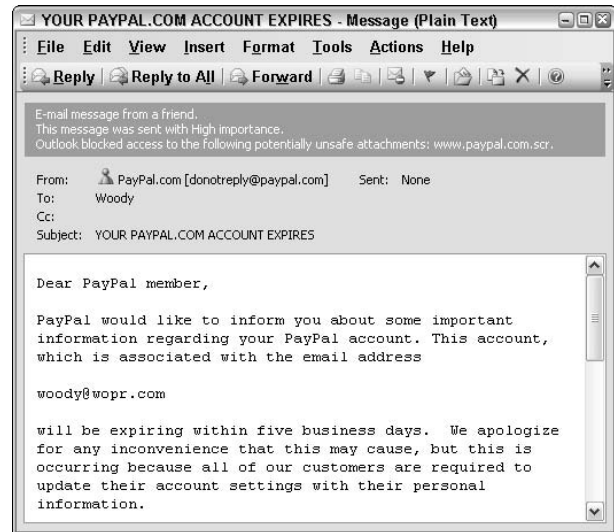 YOUR PAYPAL.COM ACCOUNT EXPIRES - Message (Plain Text)
File Edit View Insert Format Tools Actions Help
Reply Reply to All Forward
E-mail message from a friend.
This message was sent with High importance.
Outlook blocked access to the following potentially unsafe attachments: www.paypal.com.scr.
From: PayPal.com [donotreply@paypal.com] Sent: None
To: Woody
Cc:
Subject: YOUR PAYPAL.COM ACCOUNT EXPIRES
Dear PayPal member,
PayPal would like to inform you about some important
information regarding your PayPal account. This account,
which is associated with the email address
woody@wopr.com
will be expiring within five business days.  We apologize
for any inconvenience that this may cause, but this is
occurring because all of our customers are required to
update their account settings with their personal
information.